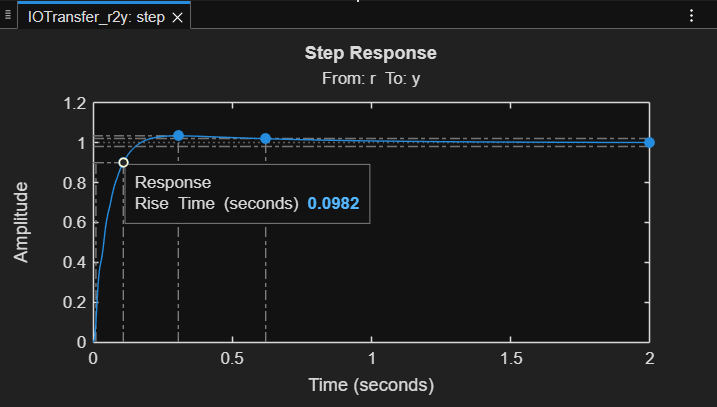 IOTransfer_r2y: step
Step Response
From: r To: y
Amplitude
1.2
1
0.8
0.6
0.4
0.2
0
Response
Rise Time (seconds) 0.0982
0 0.5 1 1.5 2
Time (seconds)